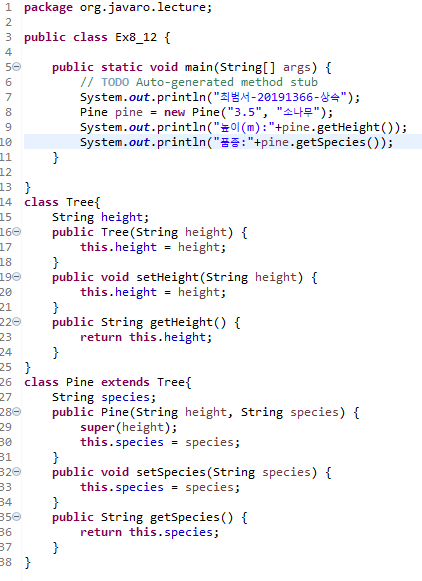 1 package org.javaro.lecture;
2
3 public class Ex8_12 {
4
5 public static void main(String[] args) {
6 // TODO Auto-generated method stub
7 System.out.println("최범서-20191366-상속");
8 Pine pine = new Pine("3.5", "소나무");
9 System.out.println("높이(m):"+pine.getHeight());
10 System.out.println("품종:"+pine.getSpecies());
11 }
12
13 }
14 class Tree{
15 String height;
16 public Tree(String height) {
17 this.height = height;
18 }
19 public void setHeight(String height) {
20 this.height = height;
21 }
22 public String getHeight() {
23 return this.height;
24 }
25 }
26 class Pine extends Tree{
27 String species;
28 public Pine(String height, String species) {
29 super(height);
30 this.species = species;
31 }
32 public void setSpecies(String species) {
33 this.species = species;
34 }
35 public String getSpecies() {
36 return this.species;
37 }
38 }